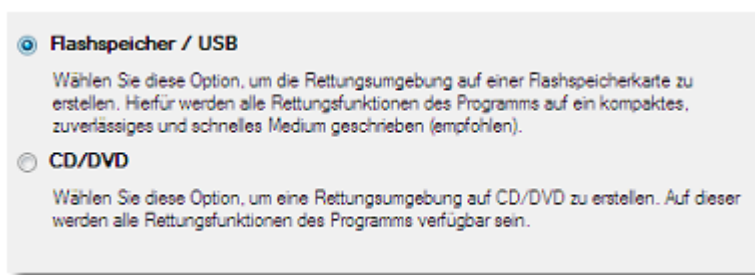 Flashspeicher / USB
Wählen Sie diese Option, um die Rettungsumgebung auf einer Flashspeicherkarte zu
erstellen. Hierfür werden alle Rettungsfunktionen des Programms auf ein kompaktes,
zuverlässiges und schnelles Medium geschrieben (empfohlen).
CD/DVD
Wählen Sie diese Option, um eine Rettungsumgebung auf CD/DVD zu erstellen. Auf dieser
werden alle Rettungsfunktionen des Programms verfügbar sein.